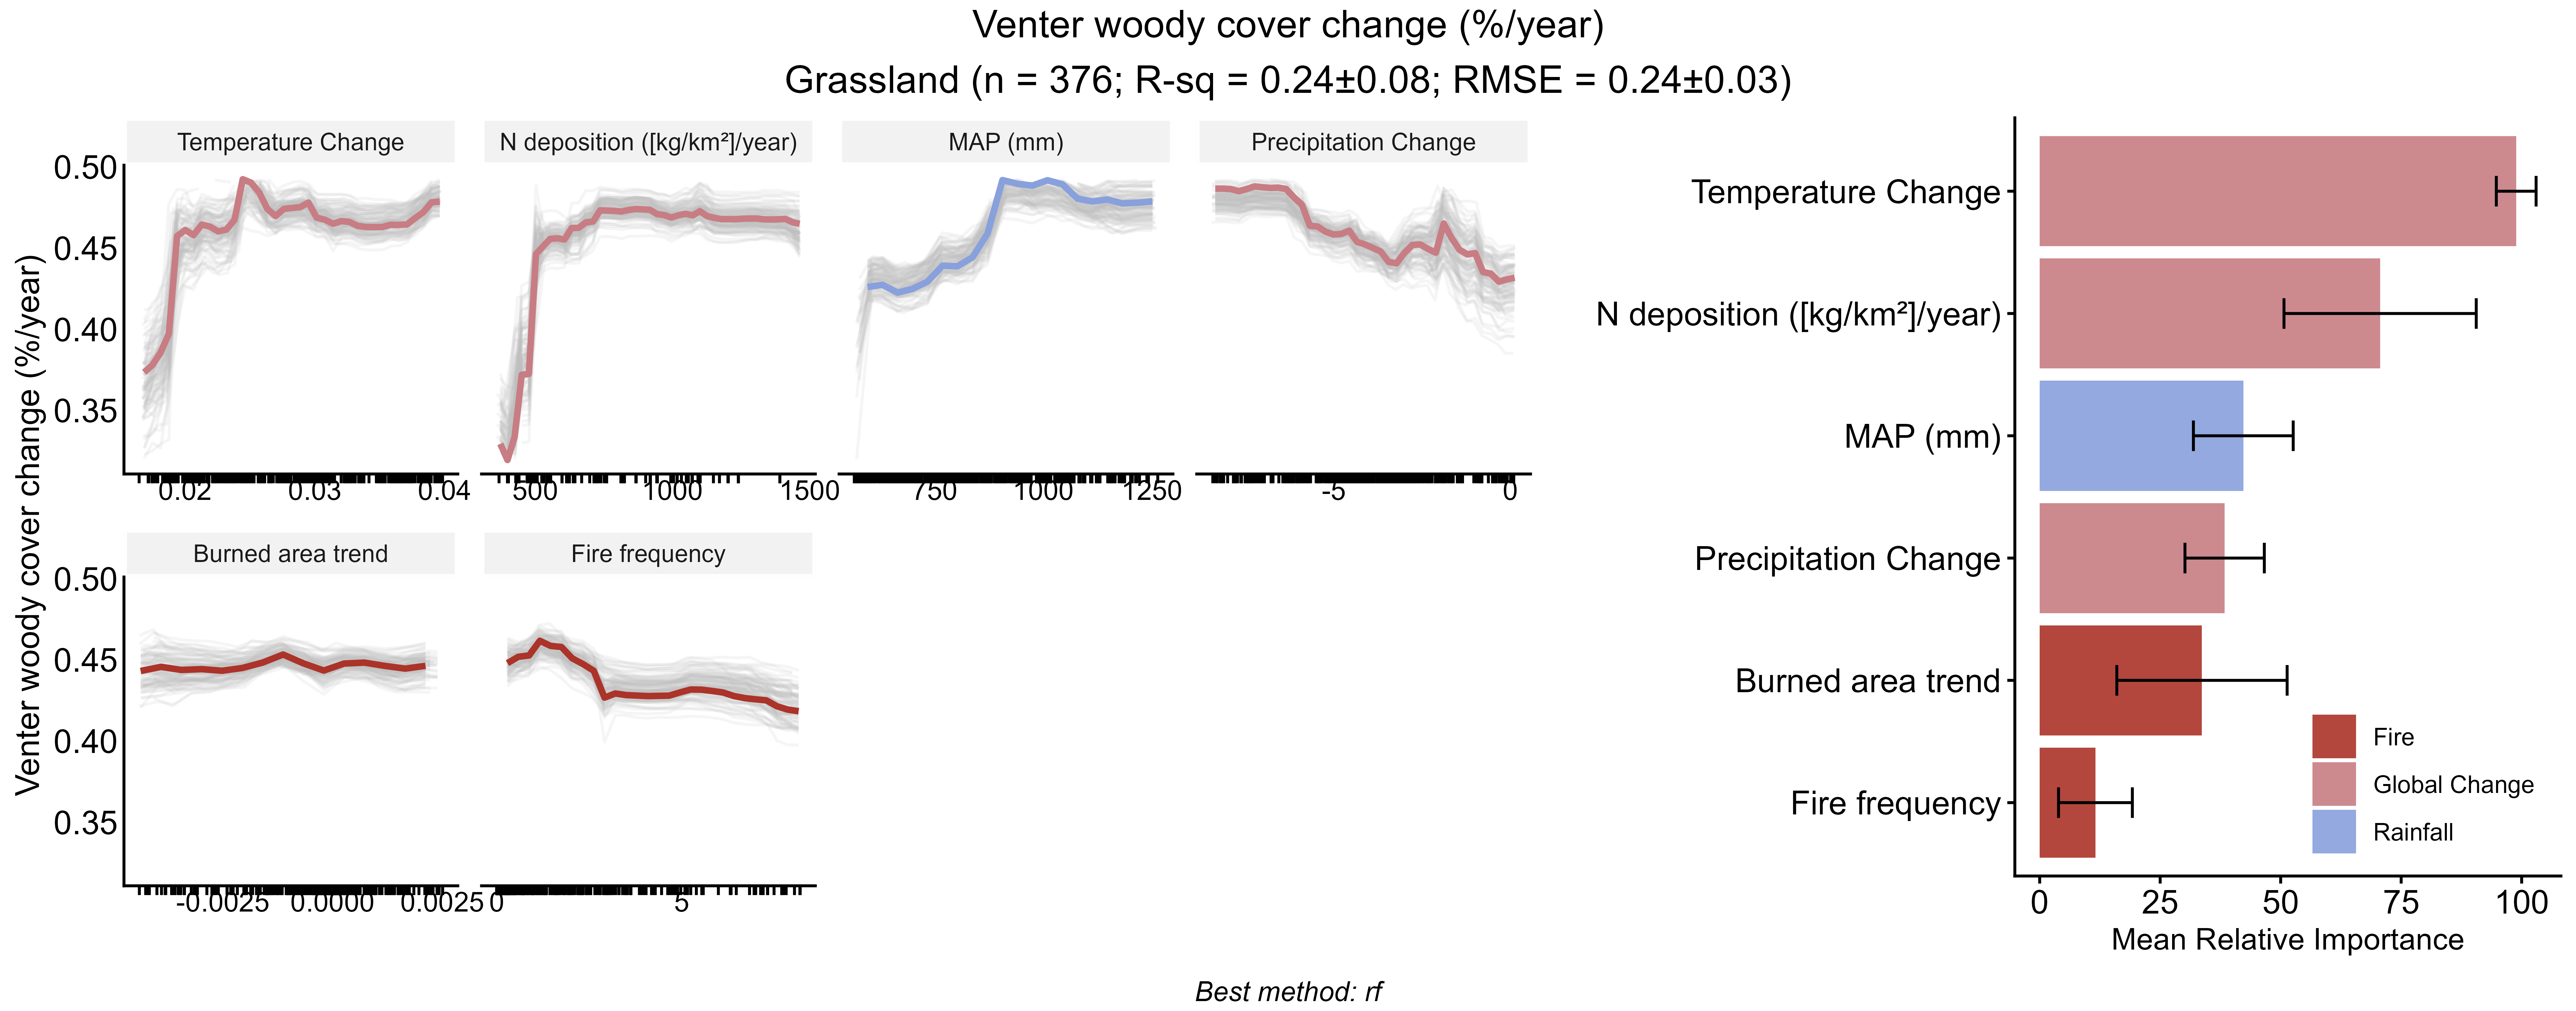 Venter woody cover change (%/year)
Grassland (n = 376; R-sq = 0.24±0.08; RMSE = 0.24±0.03)
Venter woody cover change (%/year)
Temperature Change
N deposition ([kg/km²]/year)
MAP (mm)
Precipitation Change
0.50
0.45
0.40
0.35
0.02 0.03 0.04
500 1000 1500
750 1000 1250
-5 0
Burned area trend
Fire frequency
0.50
0.45
0.40
0.35
-0.0025 0.0000 0.0025
0 5
Temperature Change
N deposition ([kg/km²]/year)
MAP (mm)
Precipitation Change
Burned area trend
Fire frequency
Fire
Global Change
Rainfall
0 25 50 75 100
Mean Relative Importance
Best method: rf